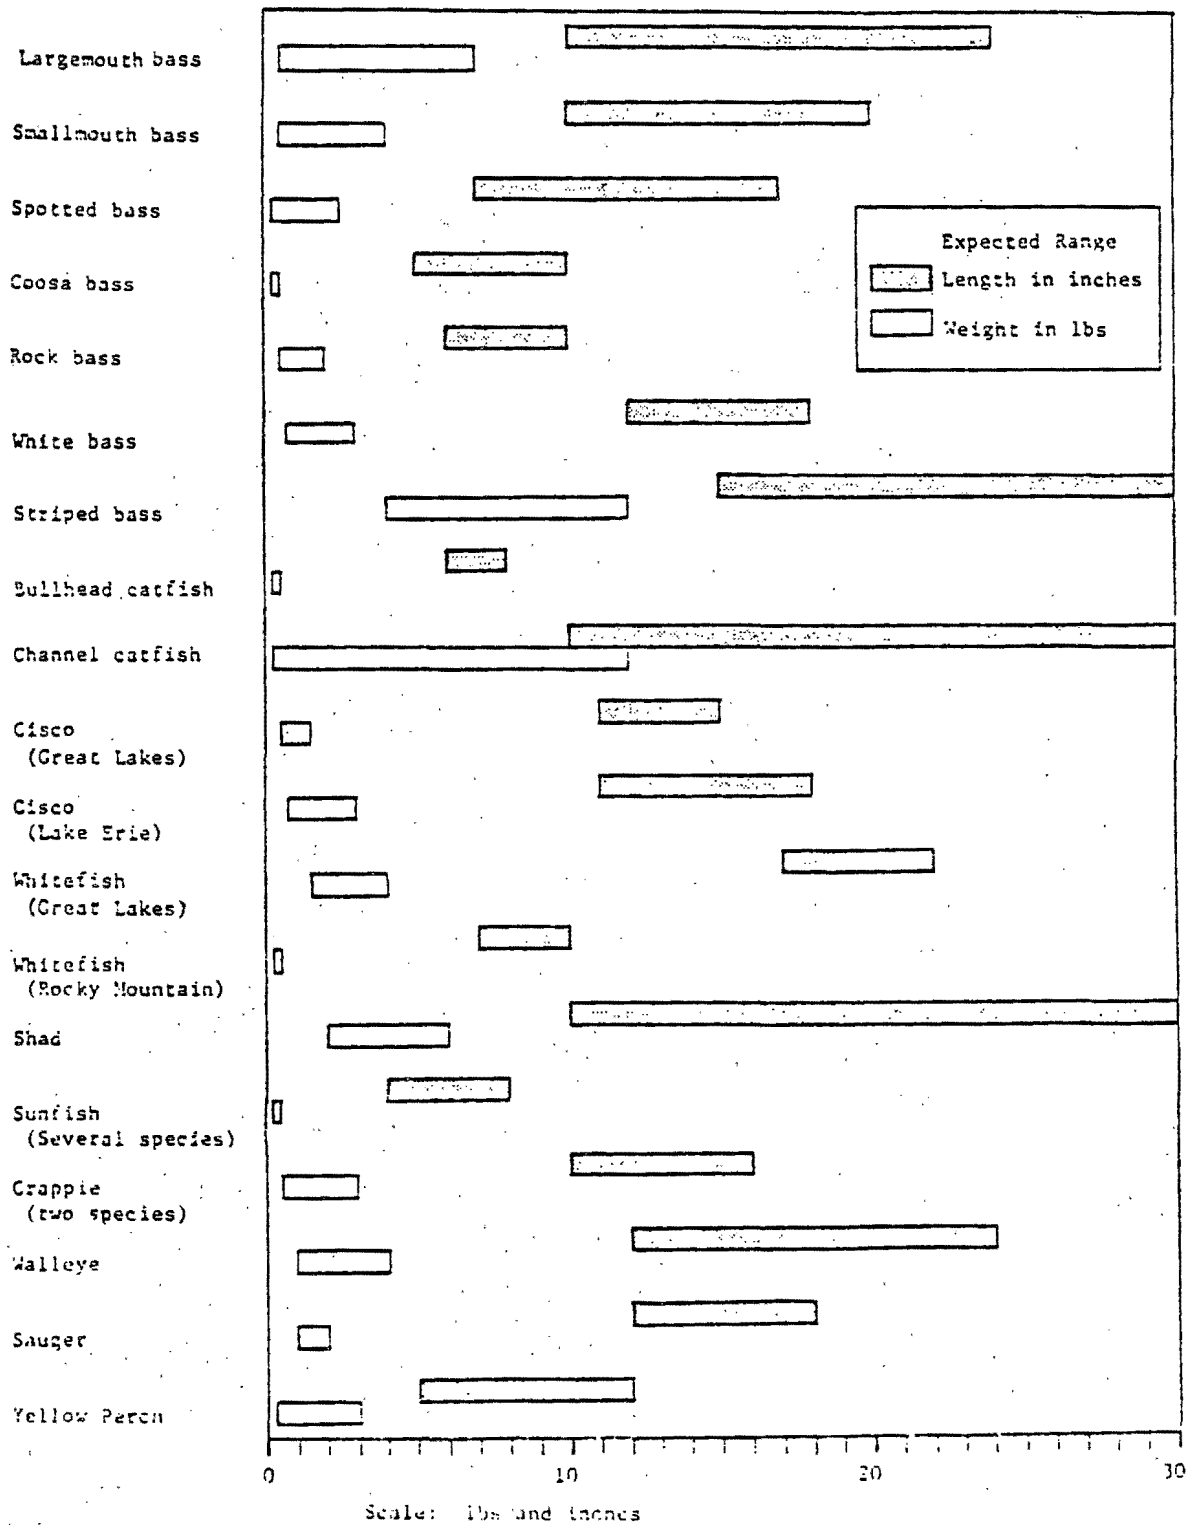 Largemouth bass
Smallmouth bass
Spotted bass
Coosa bass
Rock bass
White bass
Striped bass
Bullhead catfish
Channel catfish
Cisco
(Great Lakes)
Cisco
(Lake Erie)
Whitefish
(Great Lakes)
Whitefish
(Rocky Mountain)
Shad
Sunfish
(Several species)
Crappie
(two species)
Walleye
Sauger
Yellow Perch
Expected Range
Length in inches
Weight in lbs
0 10 20 30
Scale: lbs and inches